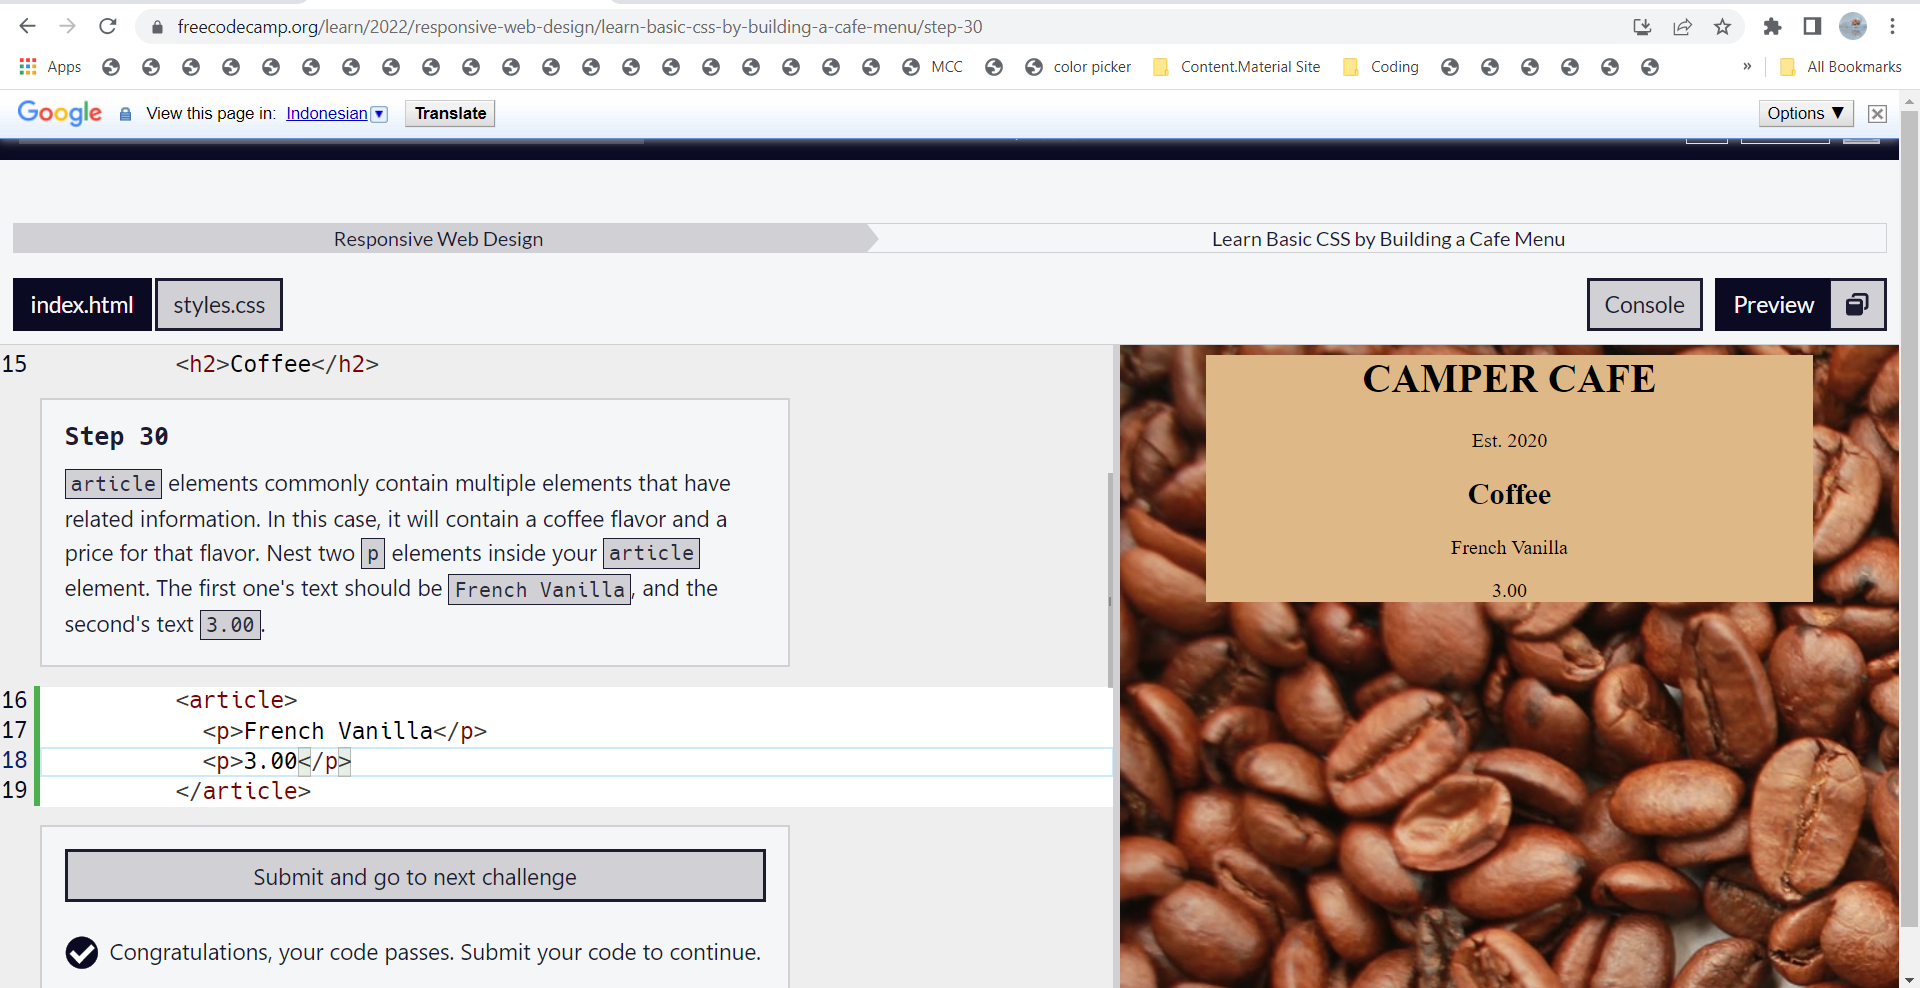 freecodecamp.org/learn/2022/responsive-web-design/learn-basic-css-by-building-a-cafe-menu/step-30
Apps MCC color picker Content.Material Site Coding » All Bookmarks
Google View this page in: Indonesian ▼ Translate Options ▼
Responsive Web Design Learn Basic CSS by Building a Cafe Menu
index.html styles.css Console Preview
15 <h2>Coffee</h2>
Step 30
article elements commonly contain multiple elements that have
related information. In this case, it will contain a coffee flavor and a
price for that flavor. Nest two p elements inside your article
element. The first one's text should be French Vanilla, and the
second's text 3.00.
16 <article>
17 <p>French Vanilla</p>
18 <p>3.00</p>
19 </article>
Submit and go to next challenge
Congratulations, your code passes. Submit your code to continue.
CAMPER CAFE
Est. 2020
Coffee
French Vanilla
3.00